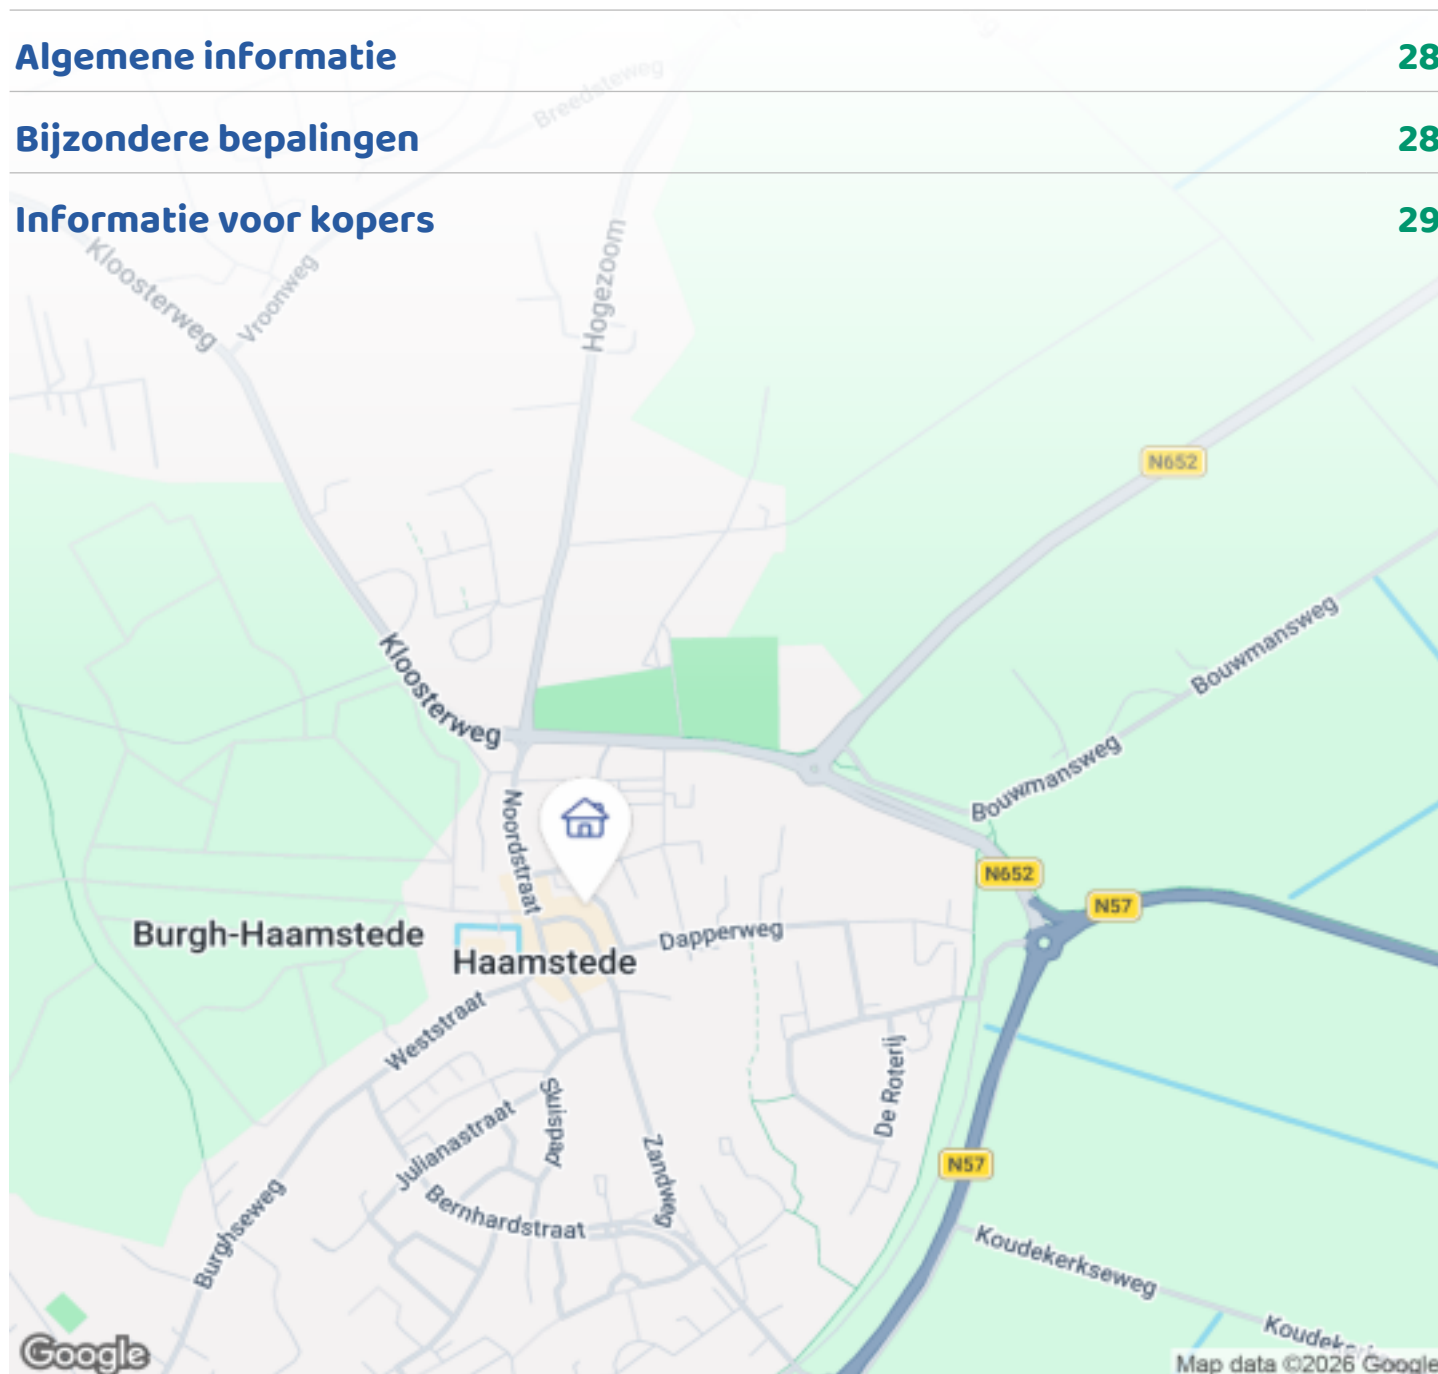 Algemene informatie 28
Bijzondere bepalingen 28
Informatie voor kopers 29
Breedsteweg
Kloosterweg
Vroonweg
Hogezoom
N652
Bouwmansweg
Kloosterweg
Bouwmansweg
Noordstraat
N652
N57
Burgh-Haamstede
Dapperweg
Haamstede
Weststraat
De Roterij
Sluispad
Julianastraat
Zandweg
N57
Bernhardstraat
Burghseweg
Koudekerkseweg
Google
Map data ©2026 Google